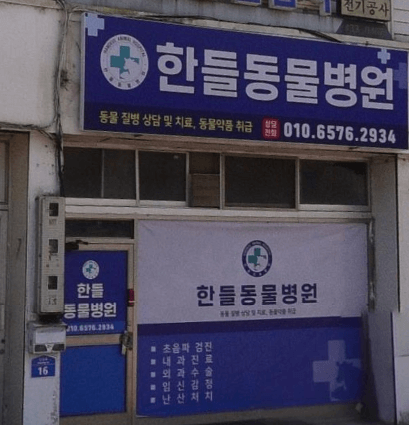 전기공사
한들동물병원
동물 질병 상담 및 치료, 동물약품 취급
상담
전화
010.6576.2934
한들
동물병원
010.6576.2934
한들동물병원
동물 질병 상담 및 치료, 동물약품 취급
초음파 검진
내과진료
외과수술
임신감정
난산처치
16